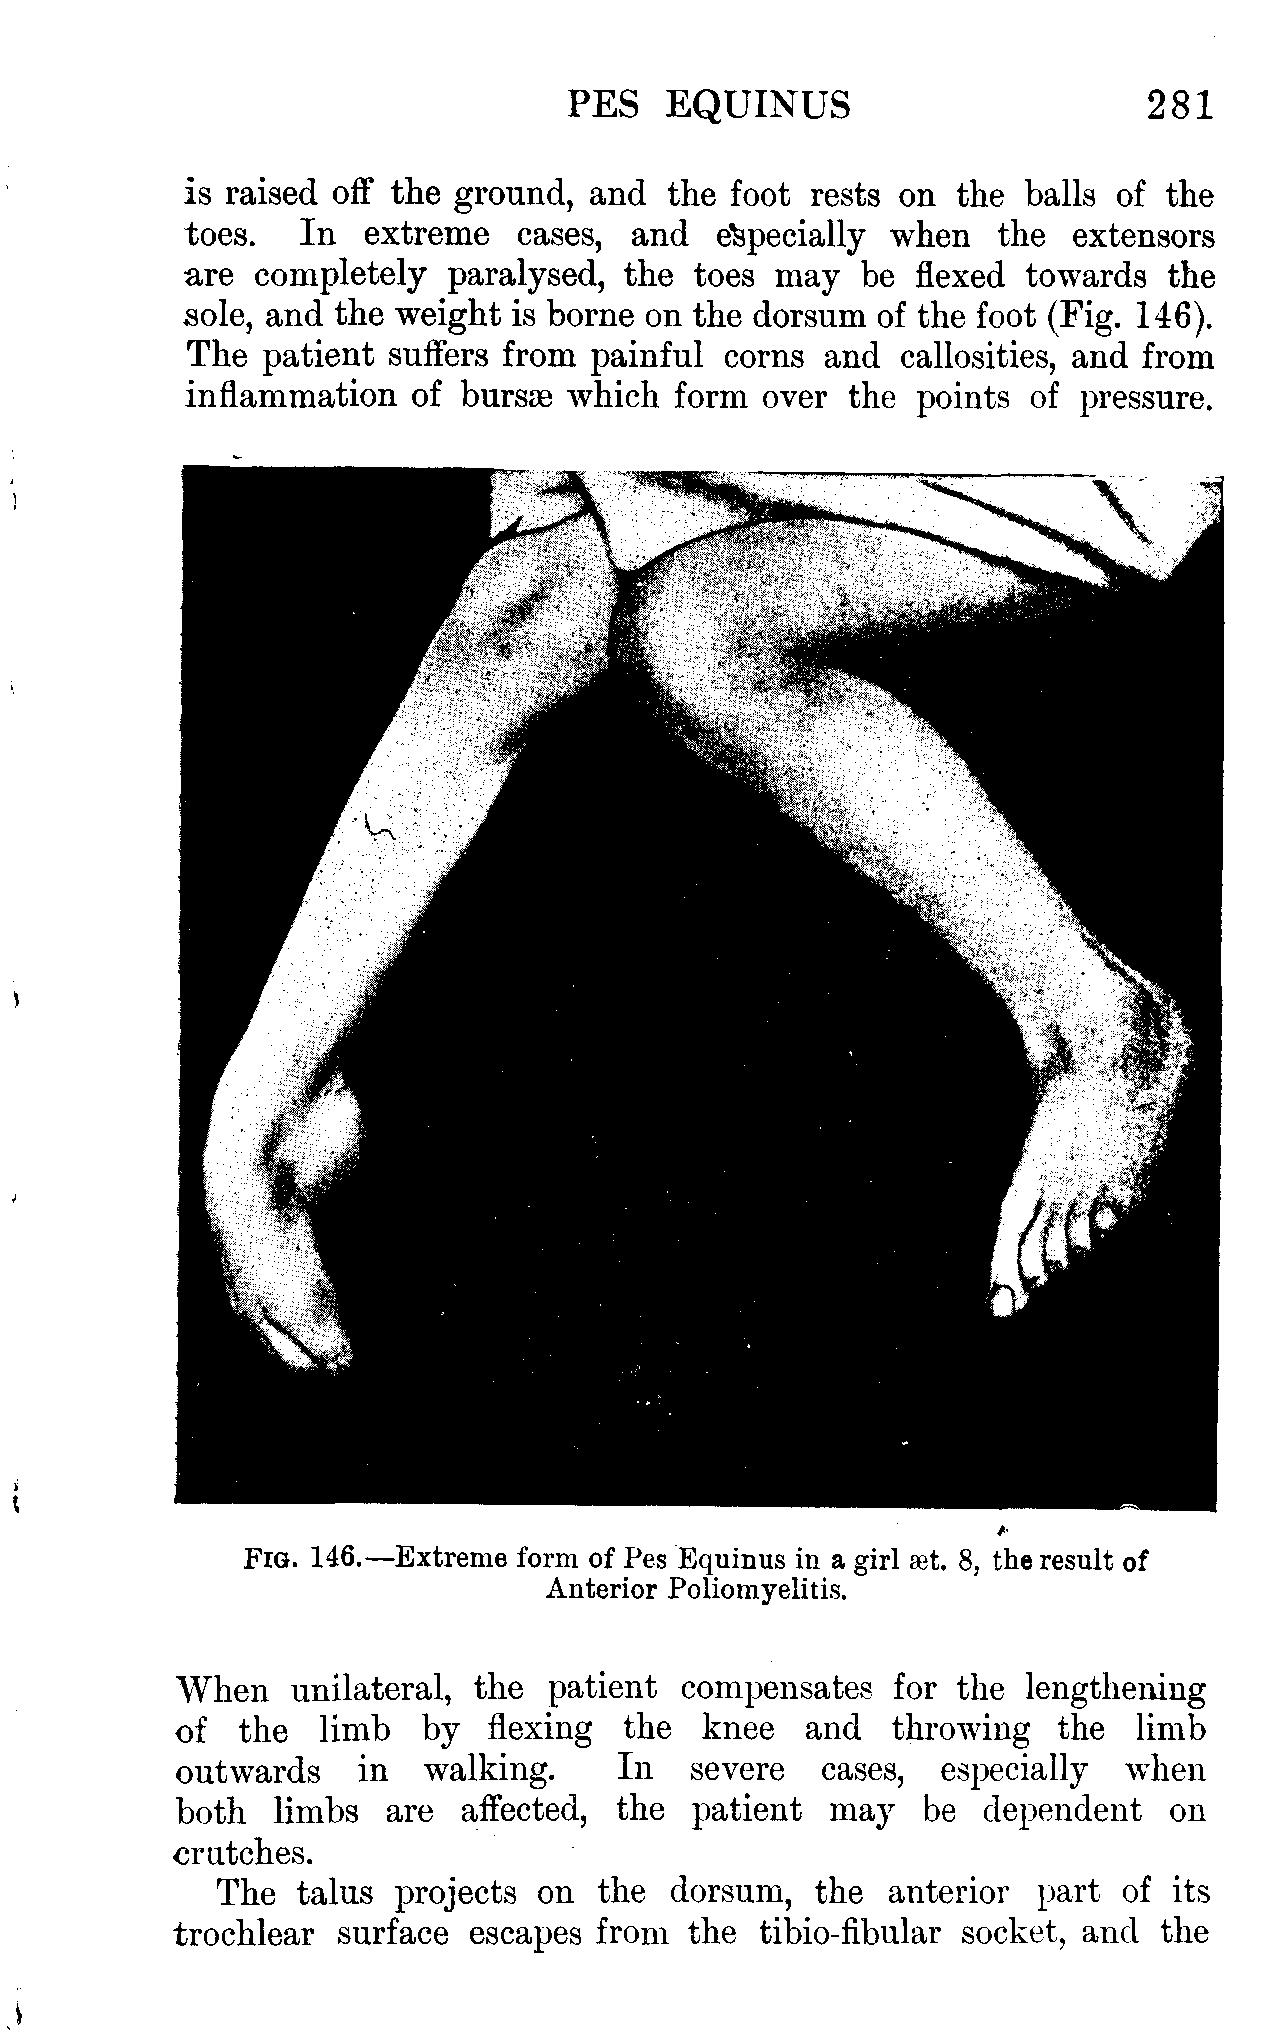 PES EQUINUS 281
is raised off the ground, and the foot rests on the balls of the
toes. In extreme cases, and especially when the extensors
are completely paralysed, the toes may be flexed towards the
sole, and the weight is borne on the dorsum of the foot (Fig. 146).
The patient suffers from painful corns and callosities, and from
inflammation of bursæ which form over the points of pressure.
FIG. 146.—Extreme form of Pes Equinus in a girl æt. 8, the result of
Anterior Poliomyelitis.
When unilateral, the patient compensates for the lengthening
of the limb by flexing the knee and throwing the limb
outwards in walking. In severe cases, especially when
both limbs are affected, the patient may be dependent on
crutches.
The talus projects on the dorsum, the anterior part of its
trochlear surface escapes from the tibio-fibular socket, and the